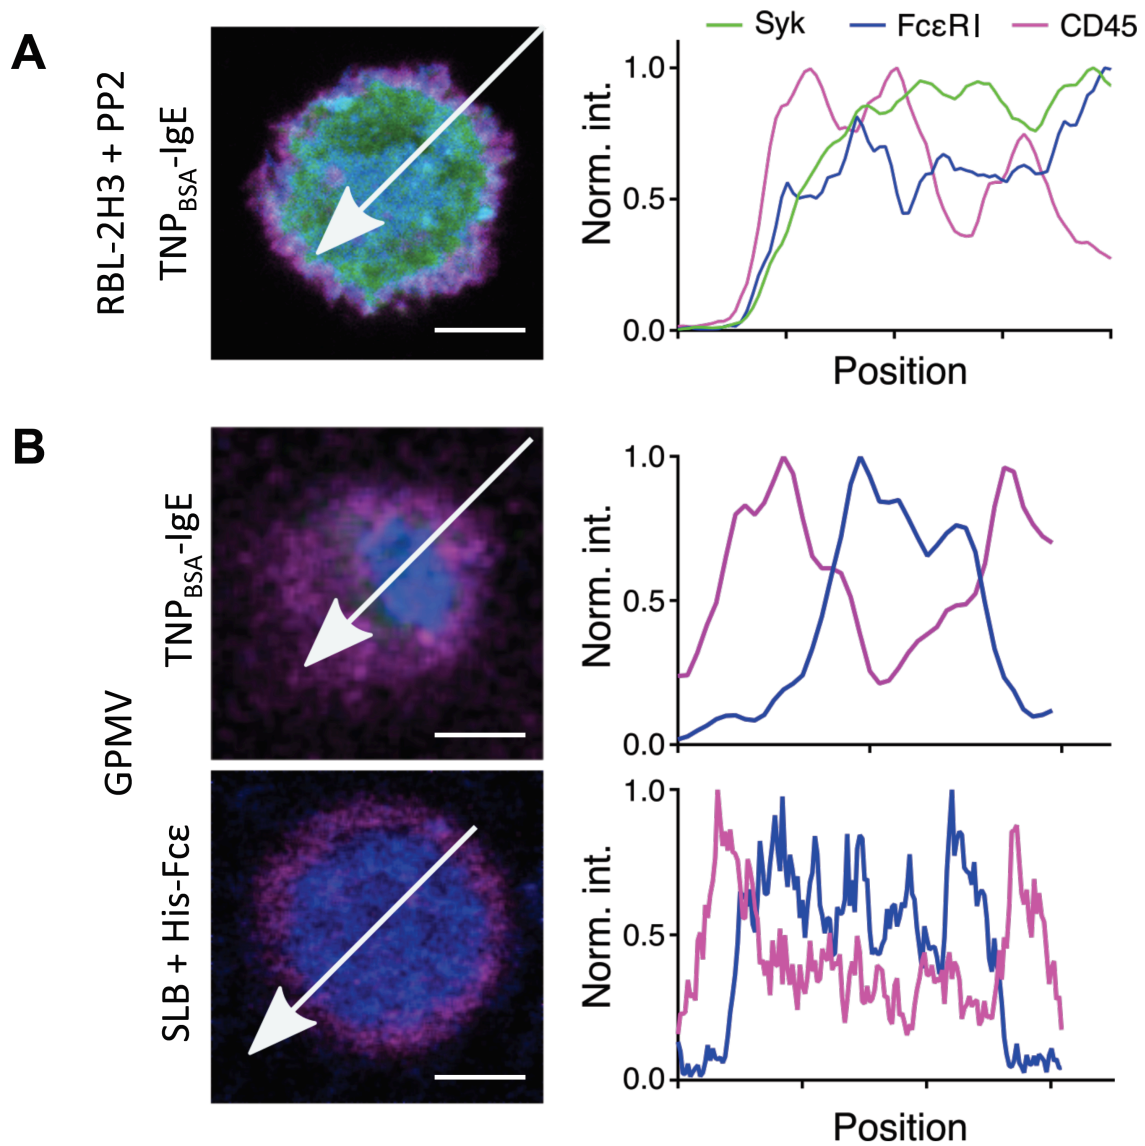 A
RBL-2H3 + PP2
TNPBSA-IgE
Syk FcεRI CD45
Norm. int.
1.0
0.5
0.0
Position
B
GPMV
TNPBSA-IgE
Norm. int.
1.0
0.5
0.0
SLB + His-Fcε
Norm. int.
1.0
0.5
0.0
Position